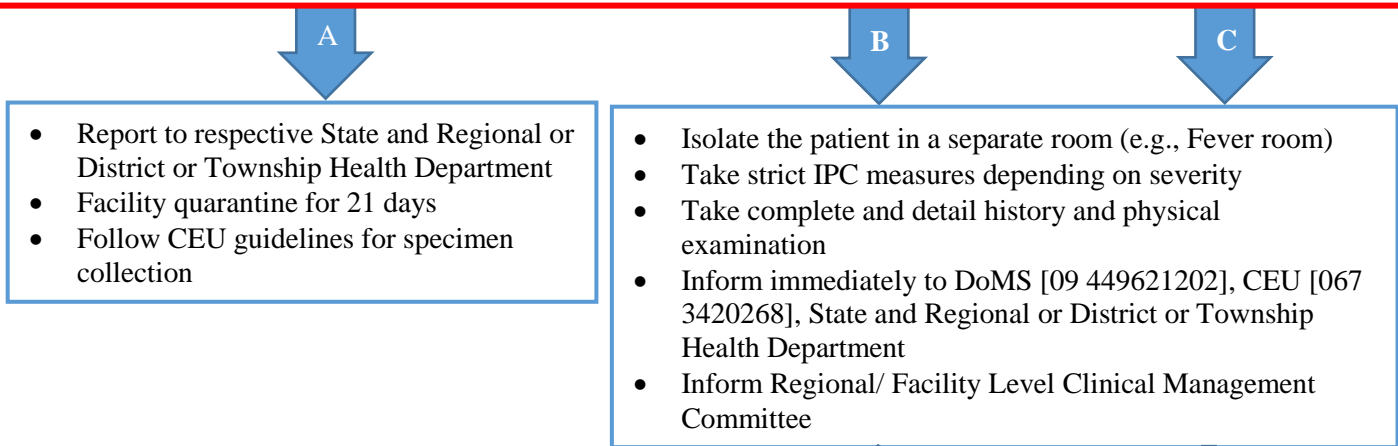 A
B
C
• Report to respective State and Regional or
District or Township Health Department
• Facility quarantine for 21 days
• Follow CEU guidelines for specimen
collection
• Isolate the patient in a separate room (e.g., Fever room)
• Take strict IPC measures depending on severity
• Take complete and detail history and physical
examination
• Inform immediately to DoMS [09 449621202], CEU [067
3420268], State and Regional or District or Township
Health Department
• Inform Regional/ Facility Level Clinical Management
Committee